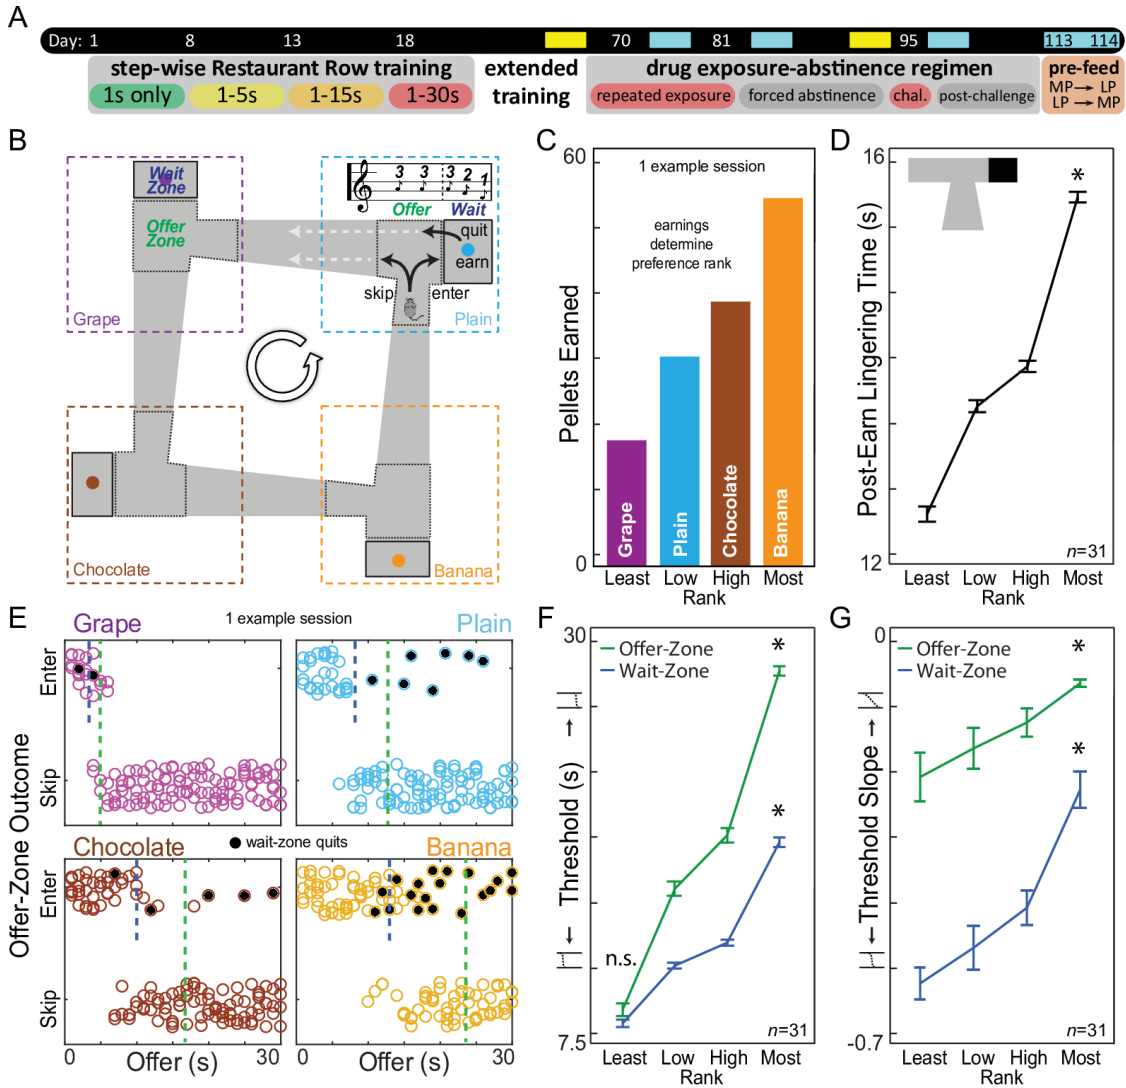 A
Day: 1 8 13 18 70 81 95 113 114
step-wise Restaurant Row training
1s only 1-5s 1-15s 1-30s
extended
training
drug exposure-abstinence regimen
repeated exposure forced abstinence chal. post-challenge
pre-feed
MP→ LP
LP → MP
B
Wait
Zone
Offer
Zone
Grape
3 3 3 2 1
Offer Wait
quit
earn
skip enter
Plain
Chocolate
Banana
C
60
1 example session
earnings
determine
preference rank
Pellets Earned
0
Grape
Plain
Chocolate
Banana
Least Low High Most
Rank
D
16
*
Post-Earn Lingering Time (s)
12
n=31
Least Low High Most
Rank
E
Grape 1 example session Plain
Offer-Zone Outcome
Enter
Skip
Chocolate ● wait-zone quits Banana
Enter
Skip
0 Offer (s) 30 0 Offer (s) 30
F
30
Offer-Zone
Wait-Zone
*
*
n.s.
← Threshold (s) →
7.5
n=31
Least Low High Most
Rank
G
0
Offer-Zone
Wait-Zone
*
*
← Threshold Slope →
-0.7
n=31
Least Low High Most
Rank